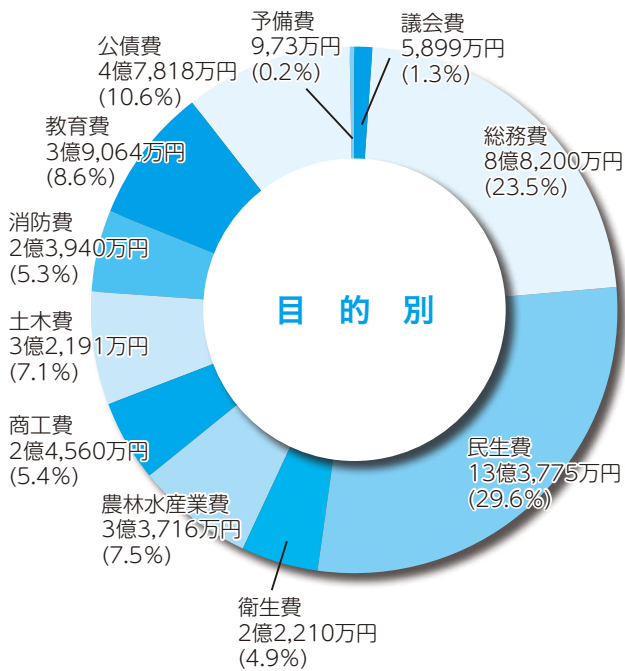 議会費
5,899万円
(1.3%)
総務費
8億8,200万円
(23.5%)
民生費
13億3,775万円
(29.6%)
衛生費
2億2,210万円
(4.9%)
農林水産業費
3億3,716万円
(7.5%)
商工費
2億4,560万円
(5.4%)
土木費
3億2,191万円
(7.1%)
消防費
2億3,940万円
(5.3%)
教育費
3億9,064万円
(8.6%)
公債費
4億7,818万円
(10.6%)
予備費
9,73万円
(0.2%)
目的別